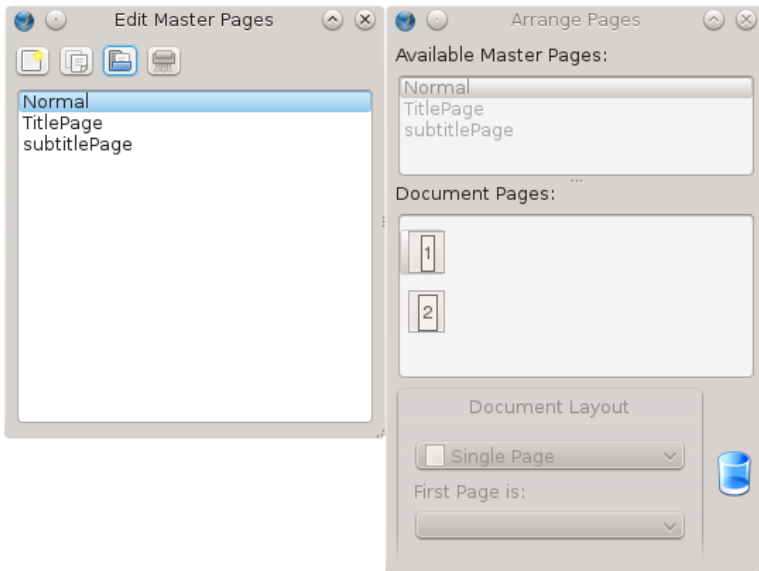 Edit Master Pages
Normal
TitlePage
subtitlePage
Arrange Pages
Available Master Pages:
Normal
TitlePage
subtitlePage
Document Pages:
1
2
Document Layout
Single Page
First Page is: